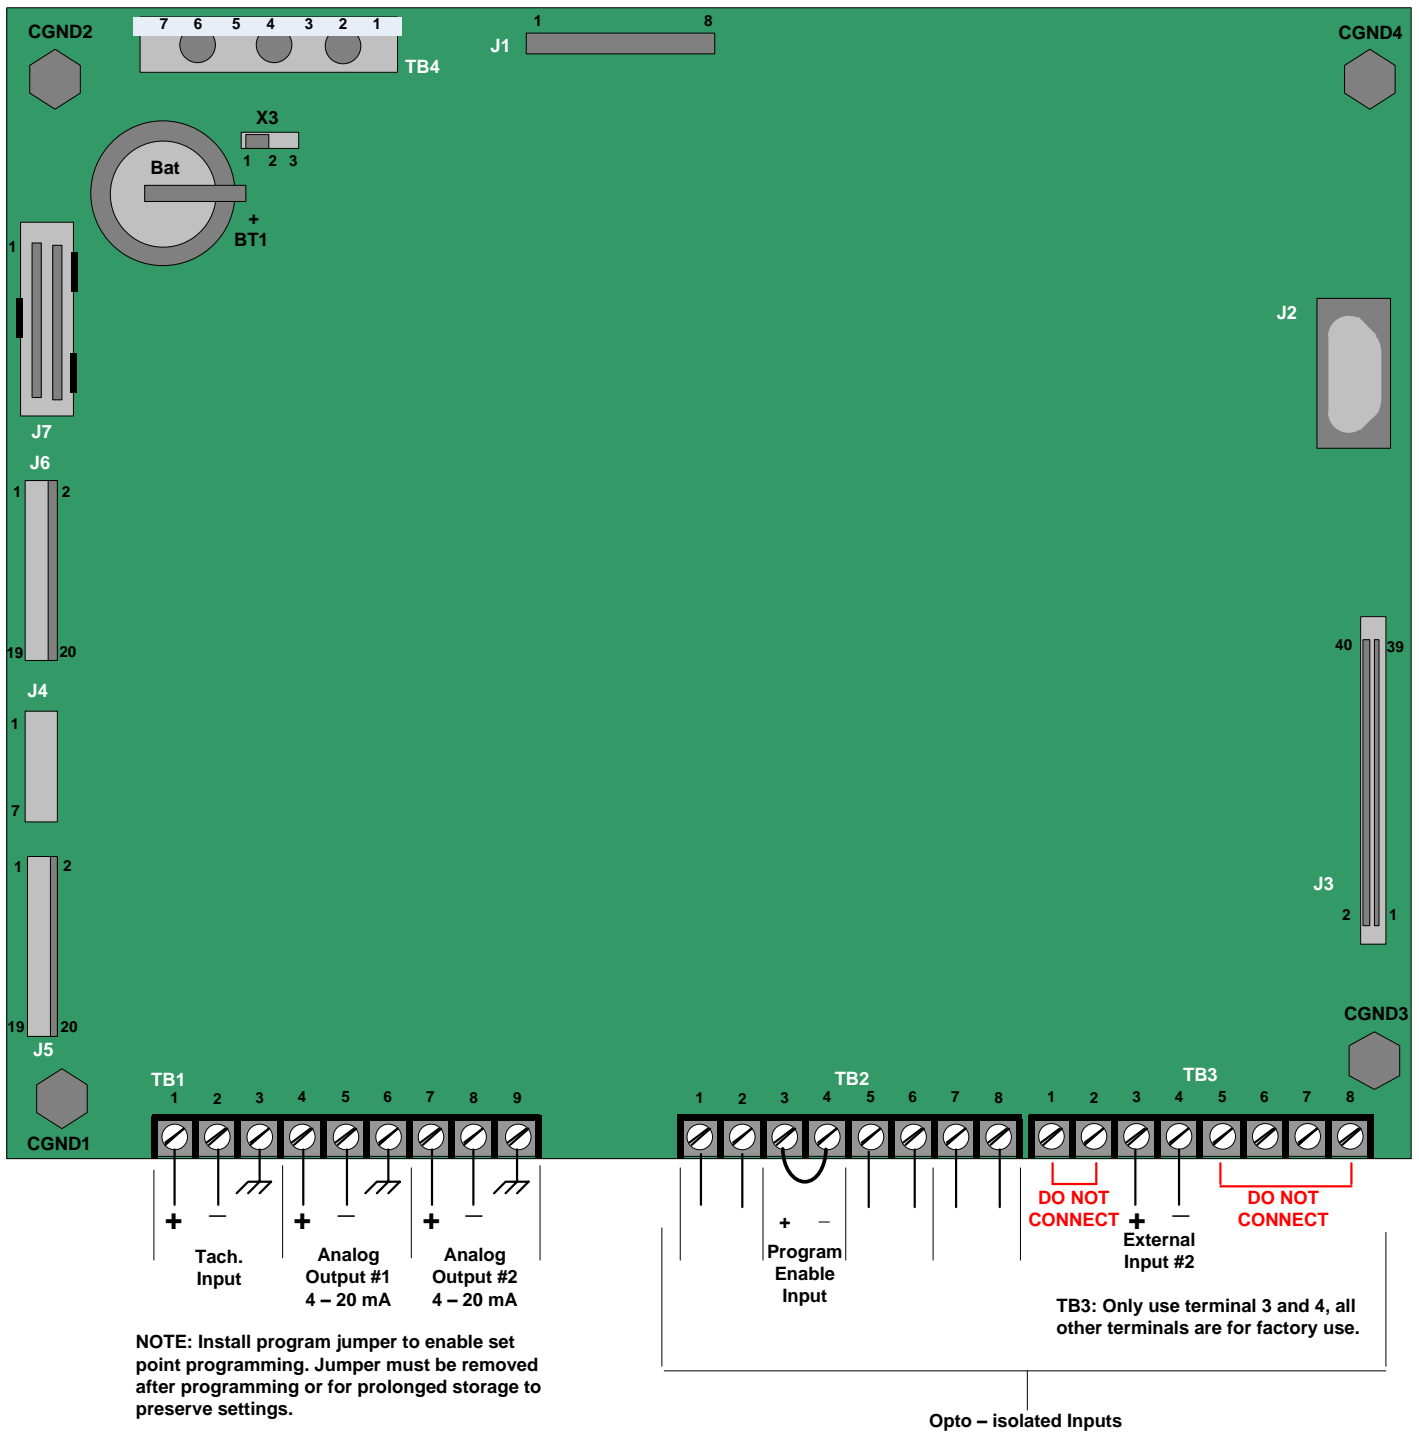 7 6 5 4 3 2 1
1 8
CGND2
J1
CGND4
TB4
X3
1 2 3
Bat
+
BT1
1
J2
J7
J6
1 2
19 20
40 39
J4
1
7
1 2
J3
2 1
19 20
J5
CGND3
TB1
TB2
TB3
1 2 3 4 5 6 7 8 9
1 2 3 4 5 6 7 8
1 2 3 4 5 6 7 8
CGND1
+ – + – + –
Tach.
Input
Analog
Output #1
4 – 20 mA
Analog
Output #2
4 – 20 mA
+ –
Program
Enable
Input
DO NOT
CONNECT
+ –
External
Input #2
DO NOT
CONNECT
TB3: Only use terminal 3 and 4, all
other terminals are for factory use.
NOTE: Install program jumper to enable set
point programming. Jumper must be removed
after programming or for prolonged storage to
preserve settings.
Opto – isolated Inputs